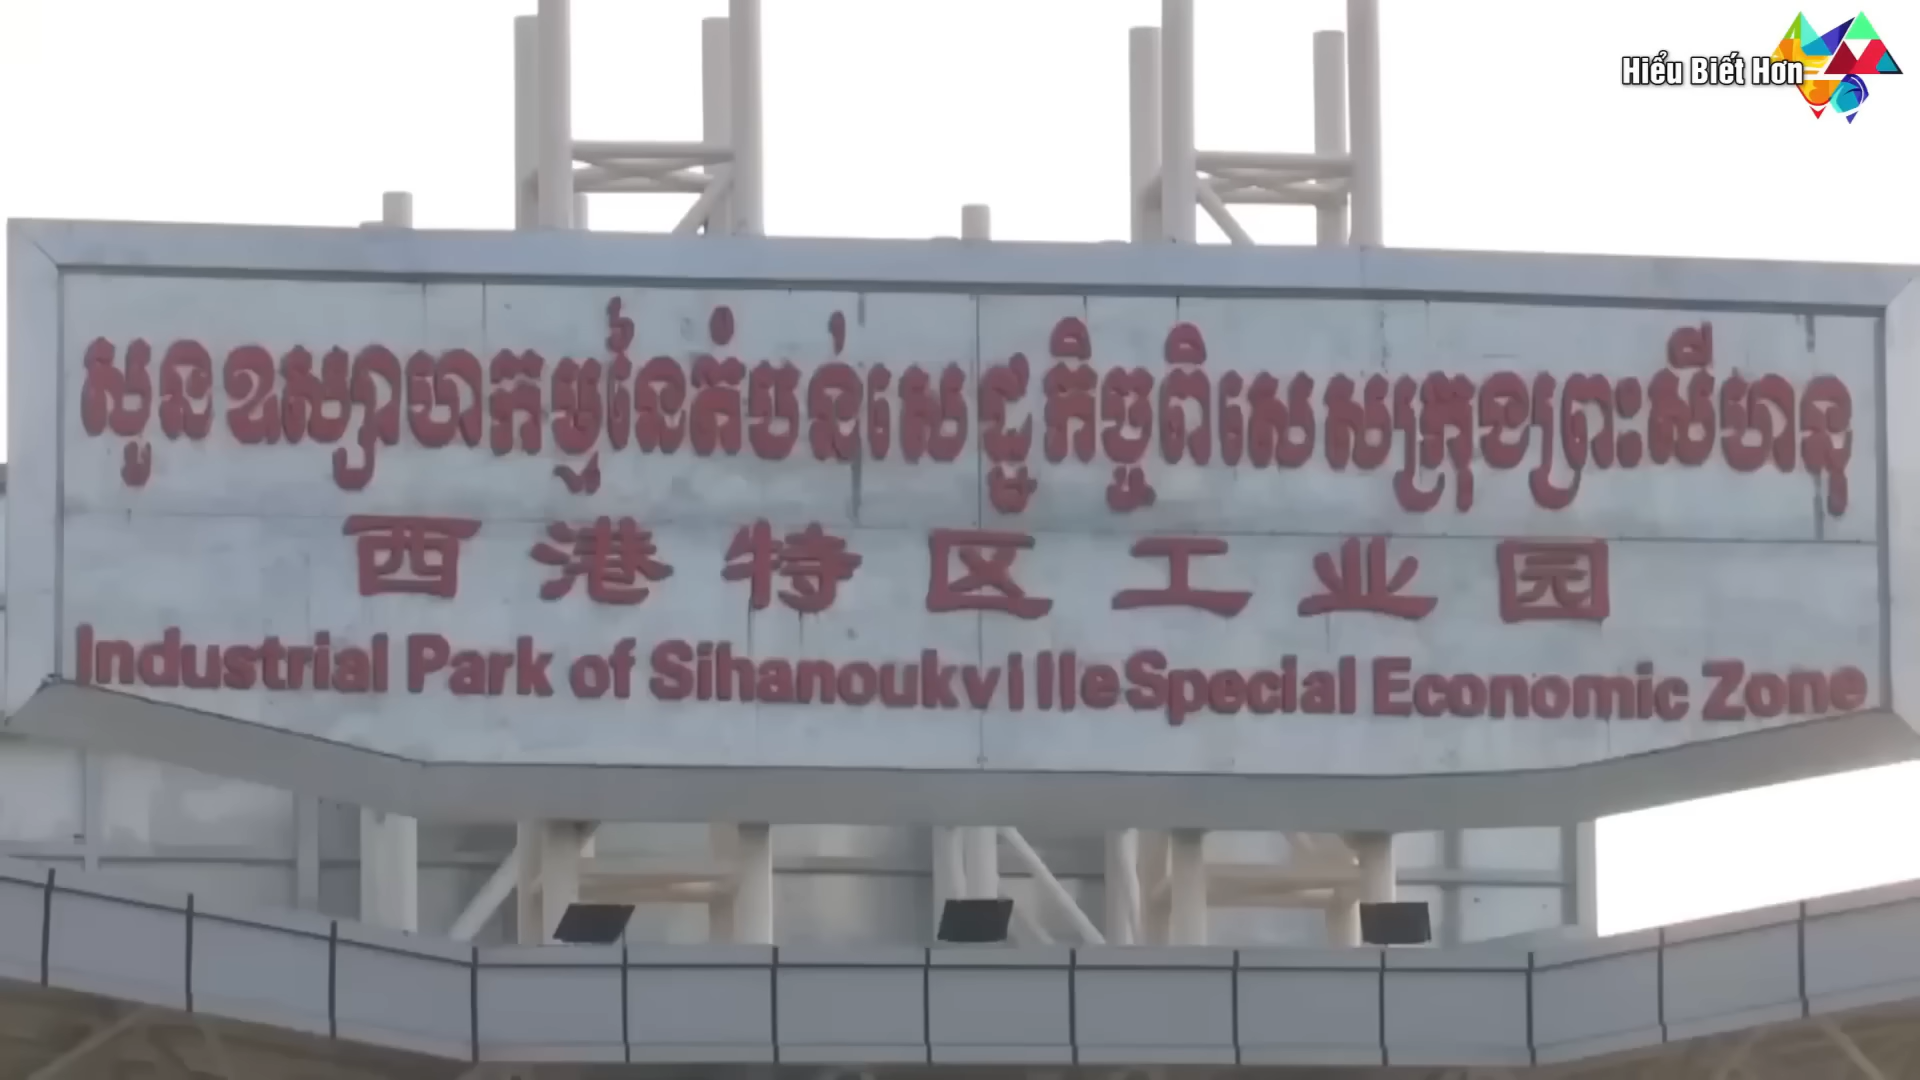 Hiểu Biết Hơn
សួនឧស្សាហកម្មនៃតំបន់សេដ្ឋកិច្ចពិសេសក្រុងព្រះសីហនុ
西港特区工业园
Industrial Park of Sihanoukville Special Economic Zone